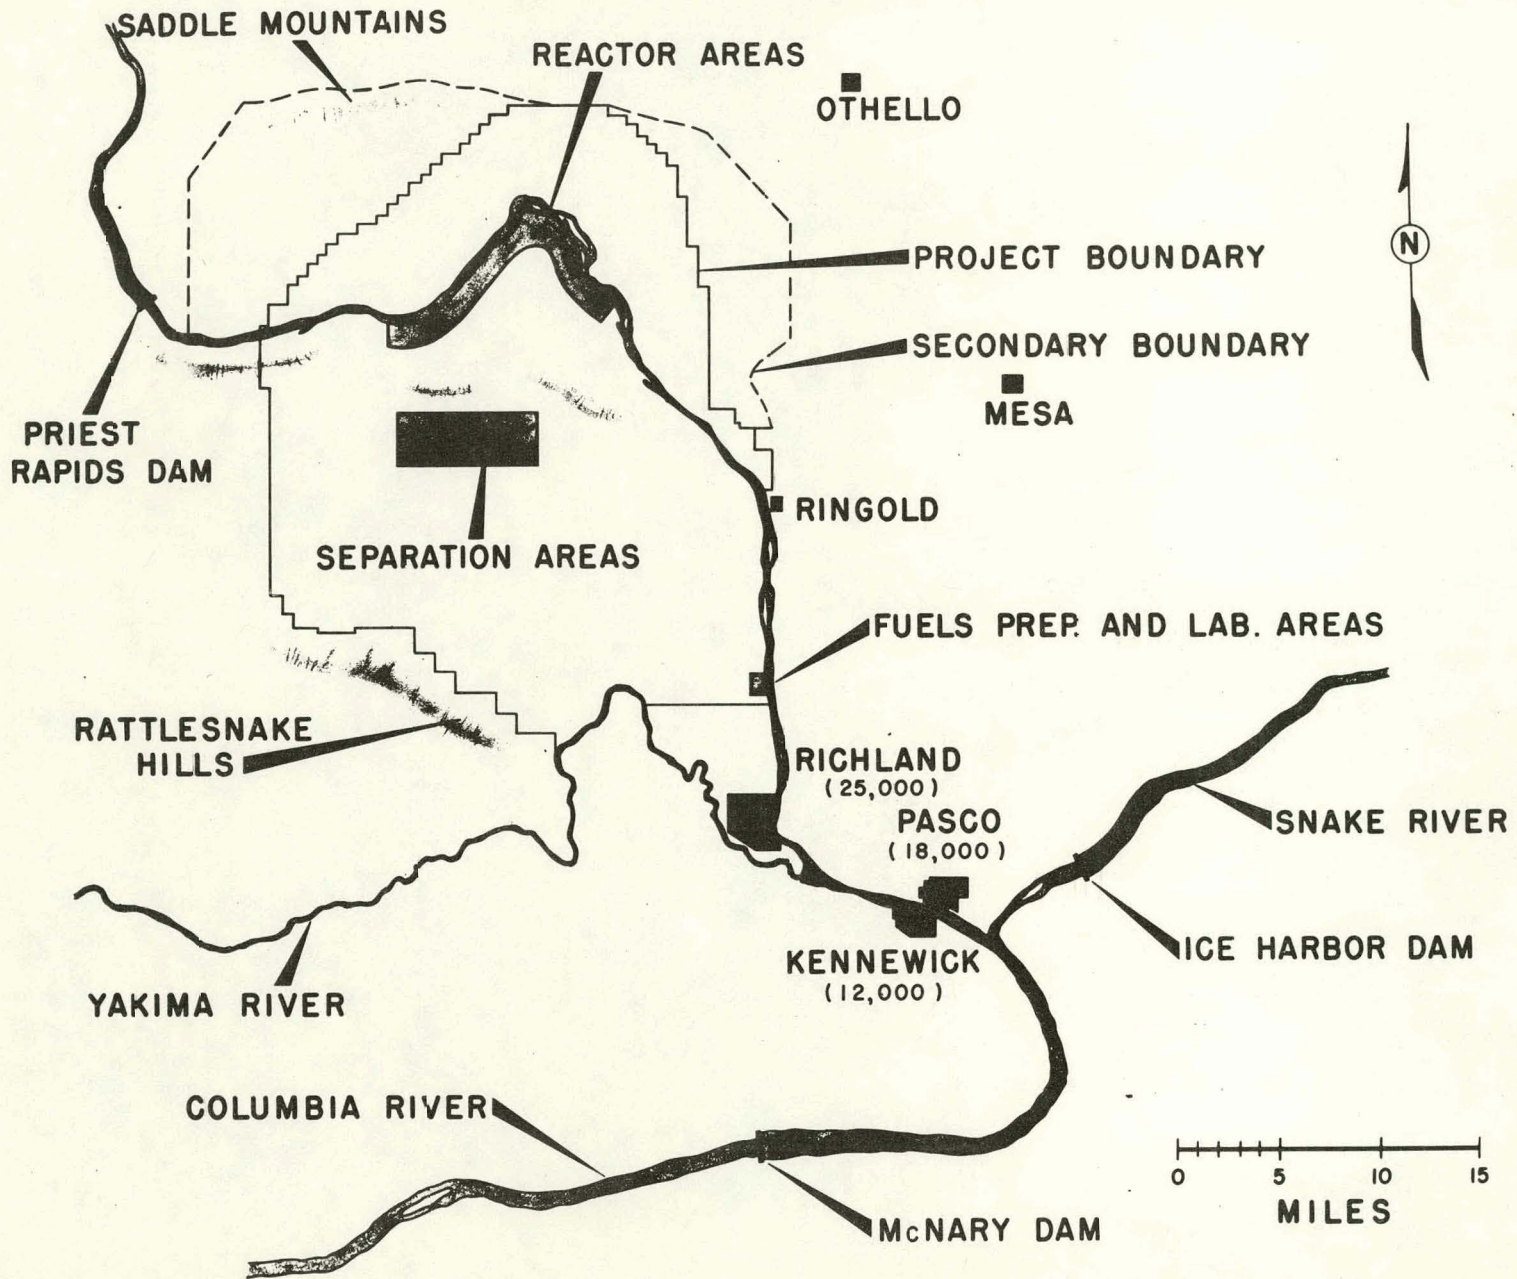 SADDLE MOUNTAINS
REACTOR AREAS
OTHELLO
N
PROJECT BOUNDARY
SECONDARY BOUNDARY
MESA
PRIEST
RAPIDS DAM
RINGOLD
SEPARATION AREAS
FUELS PREP. AND LAB. AREAS
RATTLESNAKE
HILLS
RICHLAND
(25,000)
PASCO
(18,000)
SNAKE RIVER
KENNEWICK
(12,000)
ICE HARBOR DAM
YAKIMA RIVER
COLUMBIA RIVER
0 5 10 15
MILES
McNARY DAM